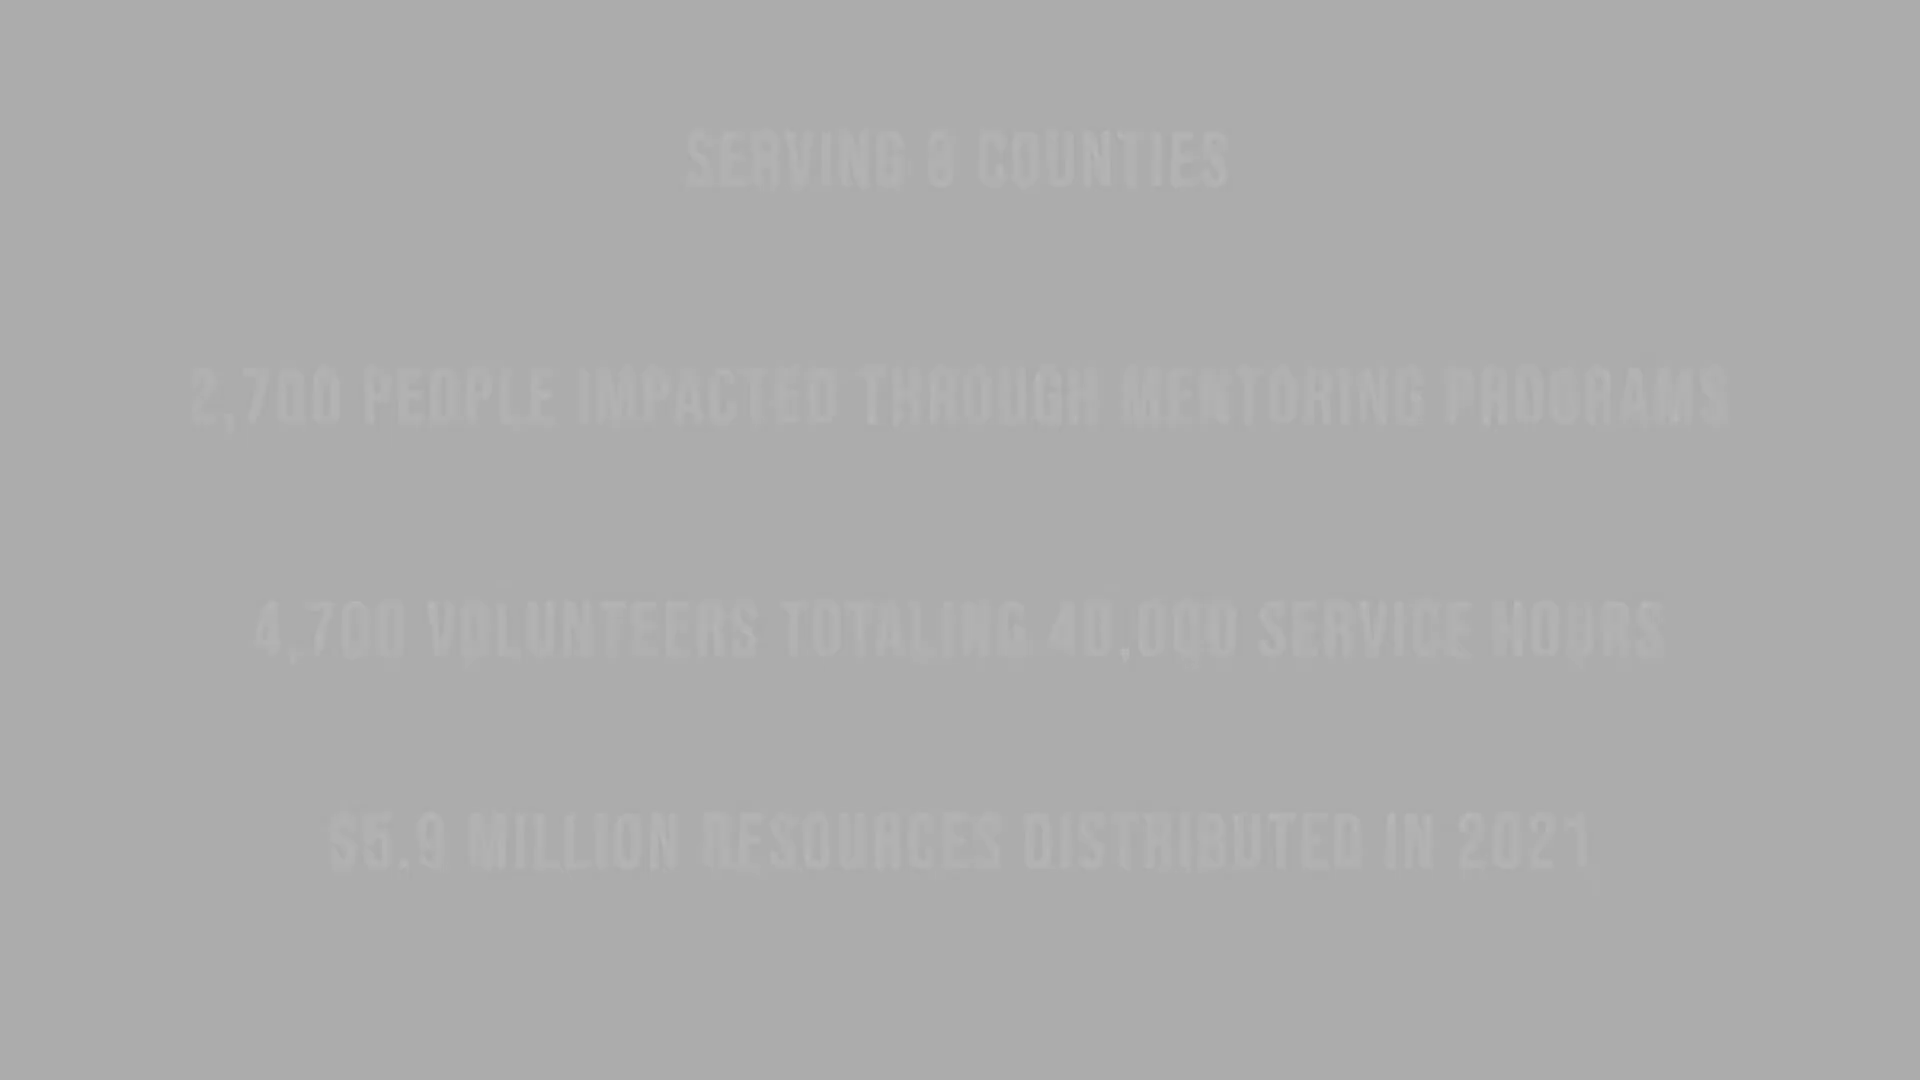 SERVING COUNTIES
2,700 PEOPLE IMPACTED THROUGH MENTORING PROGRAMS
4,700 VOLUNTEERS TOTALING 40,000 SERVICE HOURS
$5.9 MILLION RESOURCES DISTRIBUTED IN 2021